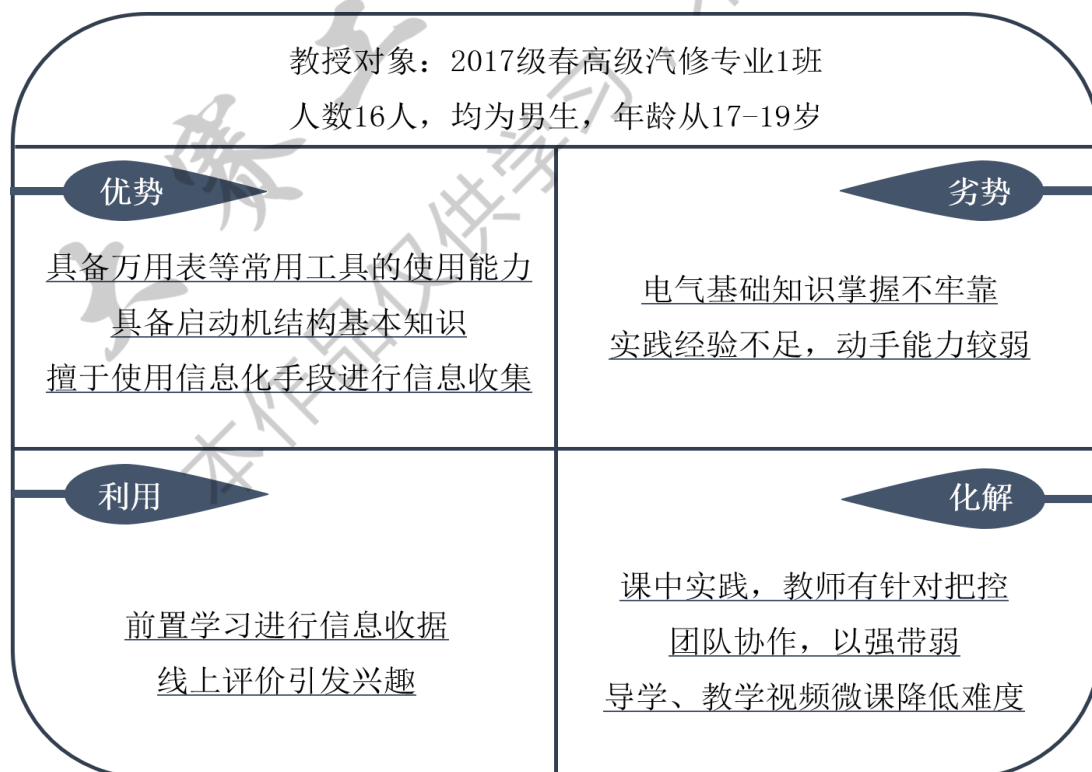 教授对象：2017级春高级汽修专业1班
人数16人，均为男生，年龄从17-19岁
优势
劣势
具备万用表等常用工具的使用能力
具备启动机结构基本知识
擅于使用信息化手段进行信息收集
电气基础知识掌握不牢靠
实践经验不足，动手能力较弱
利用
化解
前置学习进行信息收据
线上评价引发兴趣
课中实践，教师有针对把控
团队协作，以强带弱
导学、教学视频微课降低难度
本作品仅供学习